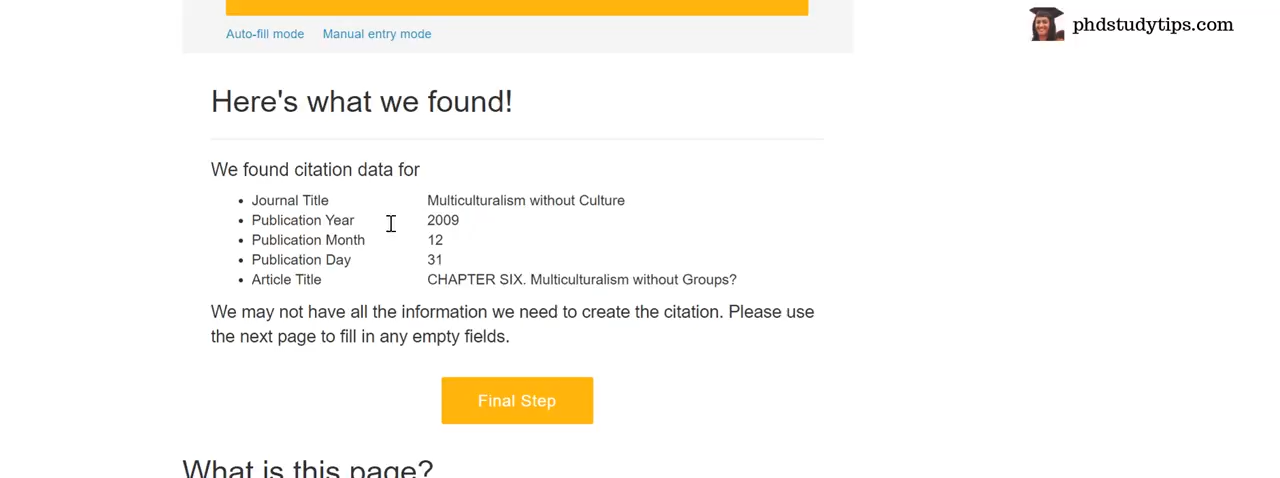 phdstudytips.com
Auto-fill mode Manual entry mode
Here's what we found!
We found citation data for
• Journal Title Multiculturalism without Culture
• Publication Year 2009
• Publication Month 12
• Publication Day 31
• Article Title CHAPTER SIX. Multiculturalism without Groups?
We may not have all the information we need to create the citation. Please use
the next page to fill in any empty fields.
Final Step
What is this page?